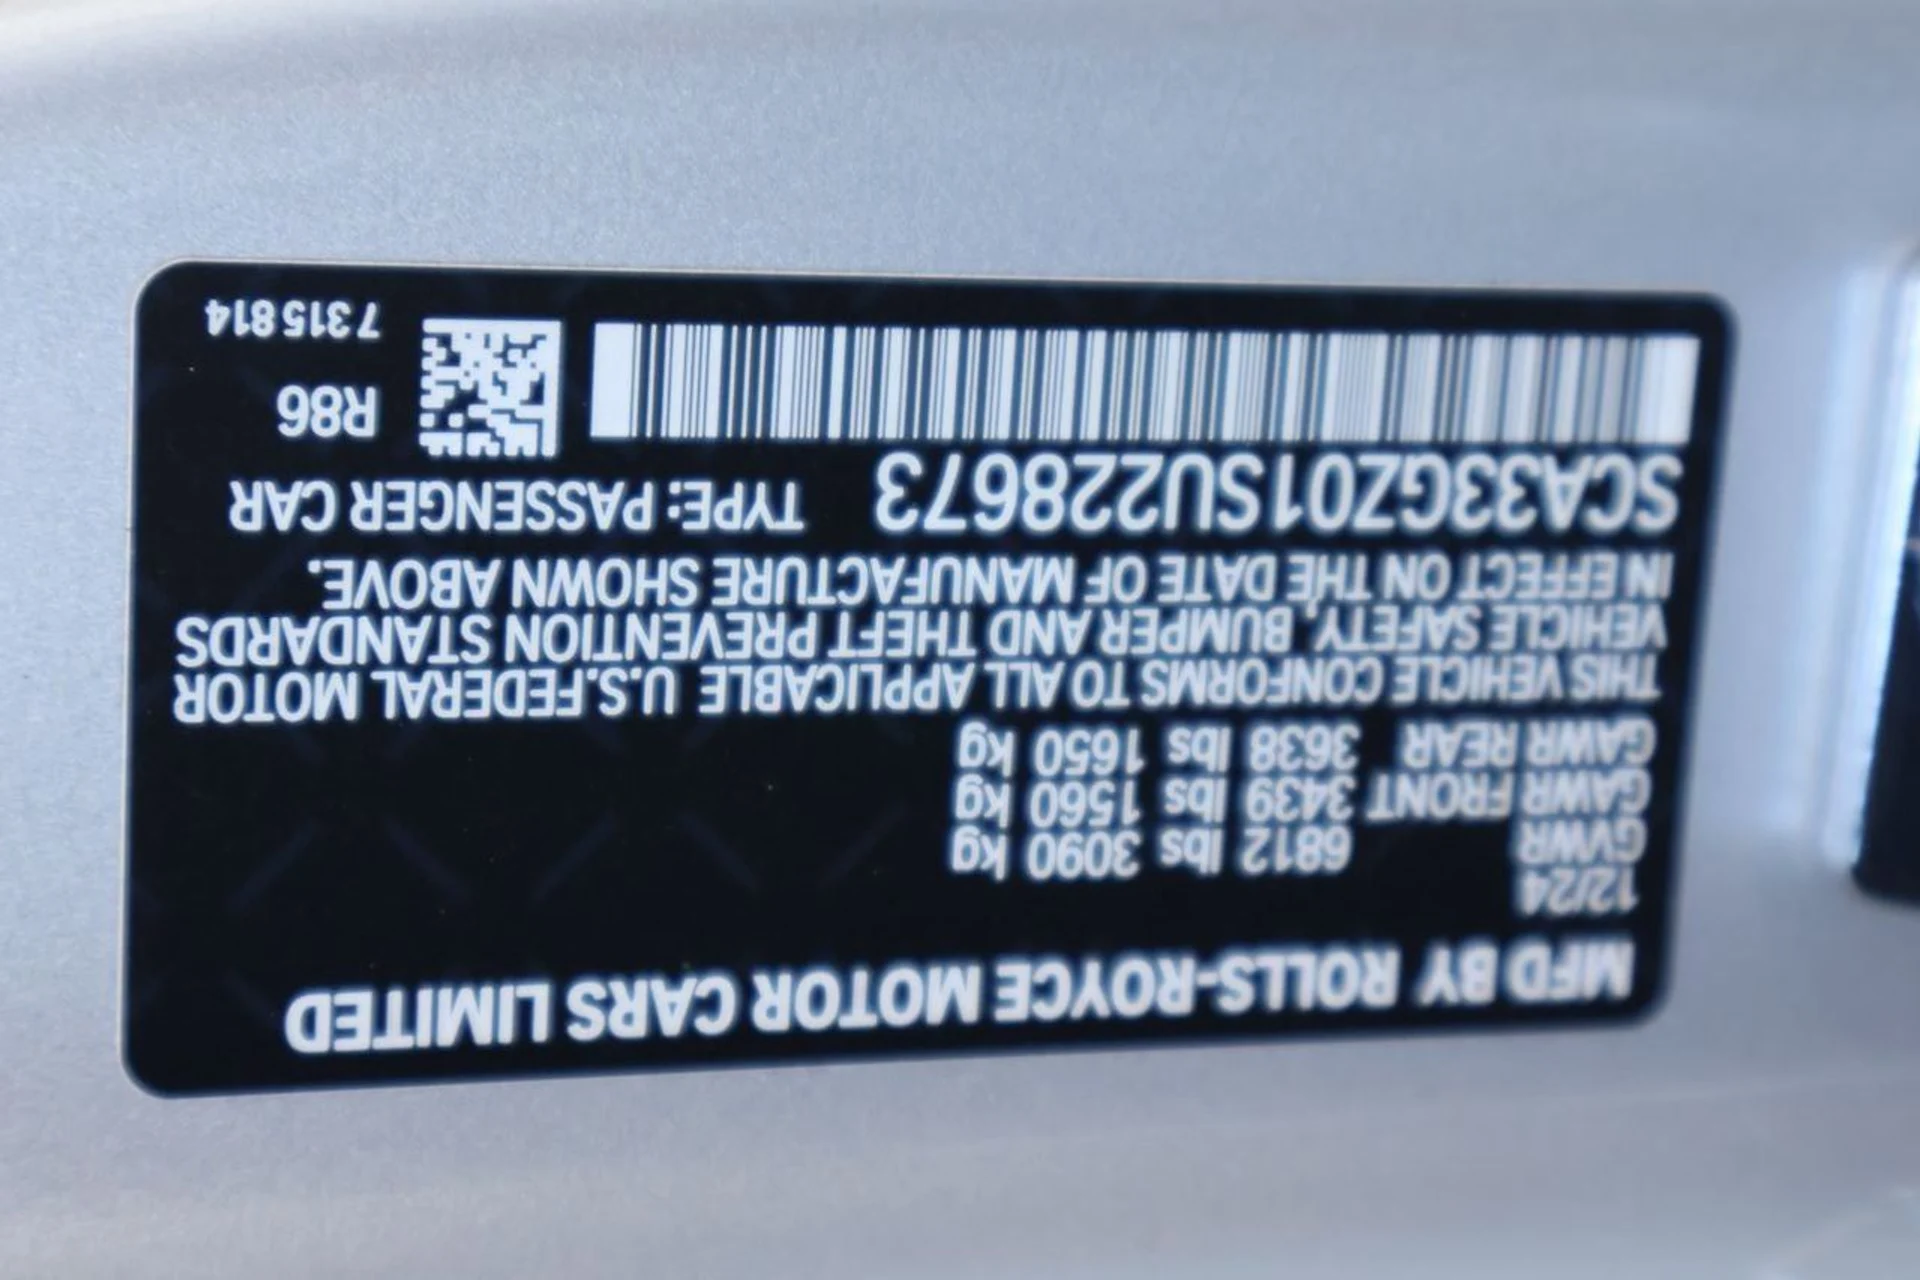 MFD BY ROLLS-ROYCE MOTOR CARS LIMITED
12/24
GVWR 6812 lbs 3090 kg
GAWR FRONT 3439 lbs 1560 kg
GAWR REAR 3638 lbs 1650 kg
THIS VEHICLE CONFORMS TO ALL APPLICABLE U.S.FEDERAL MOTOR
VEHICLE SAFETY, BUMPER AND THEFT PREVENTION STANDARDS
IN EFFECT ON THE DATE OF MANUFACTURE SHOWN ABOVE.
SCA33GZ01SU228673 TYPE: PASSENGER CAR
R86
7 315 814